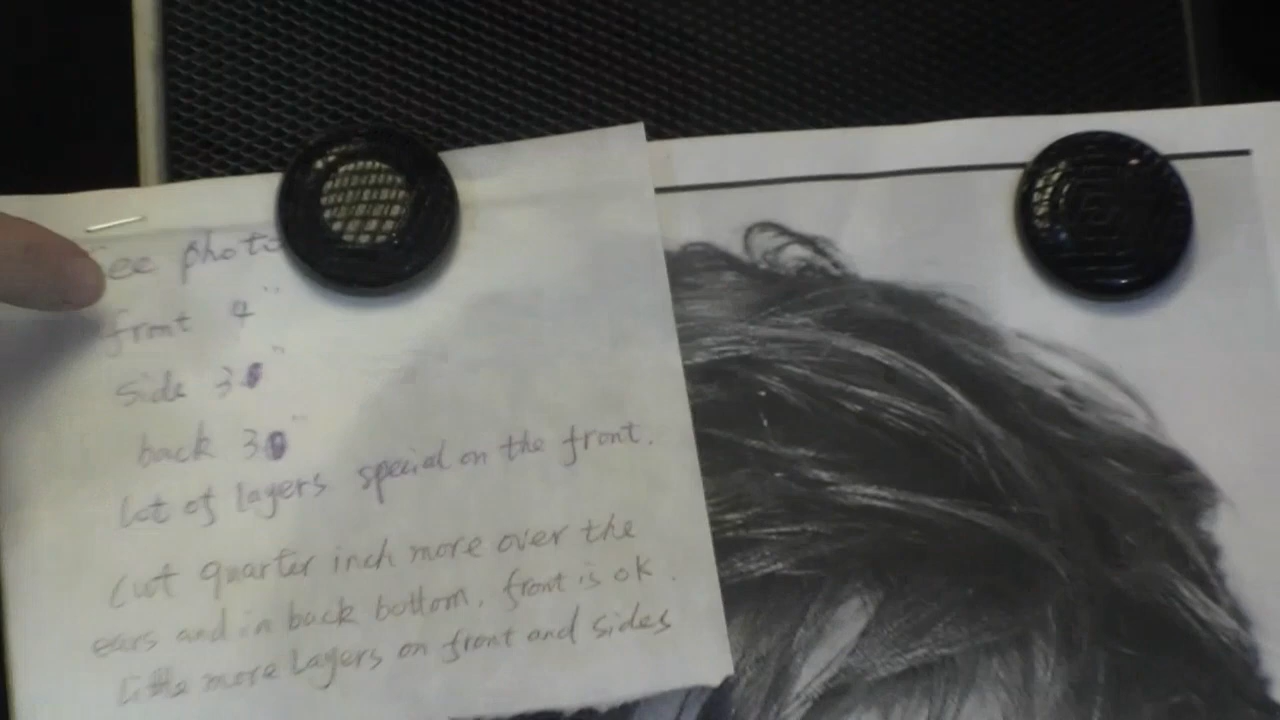 See photo
front 4"
side 3"
back 3"
lot of layers special on the front.
Cut quarter inch more over the
ears and in back bottom. front is ok.
little more layers on front and sides